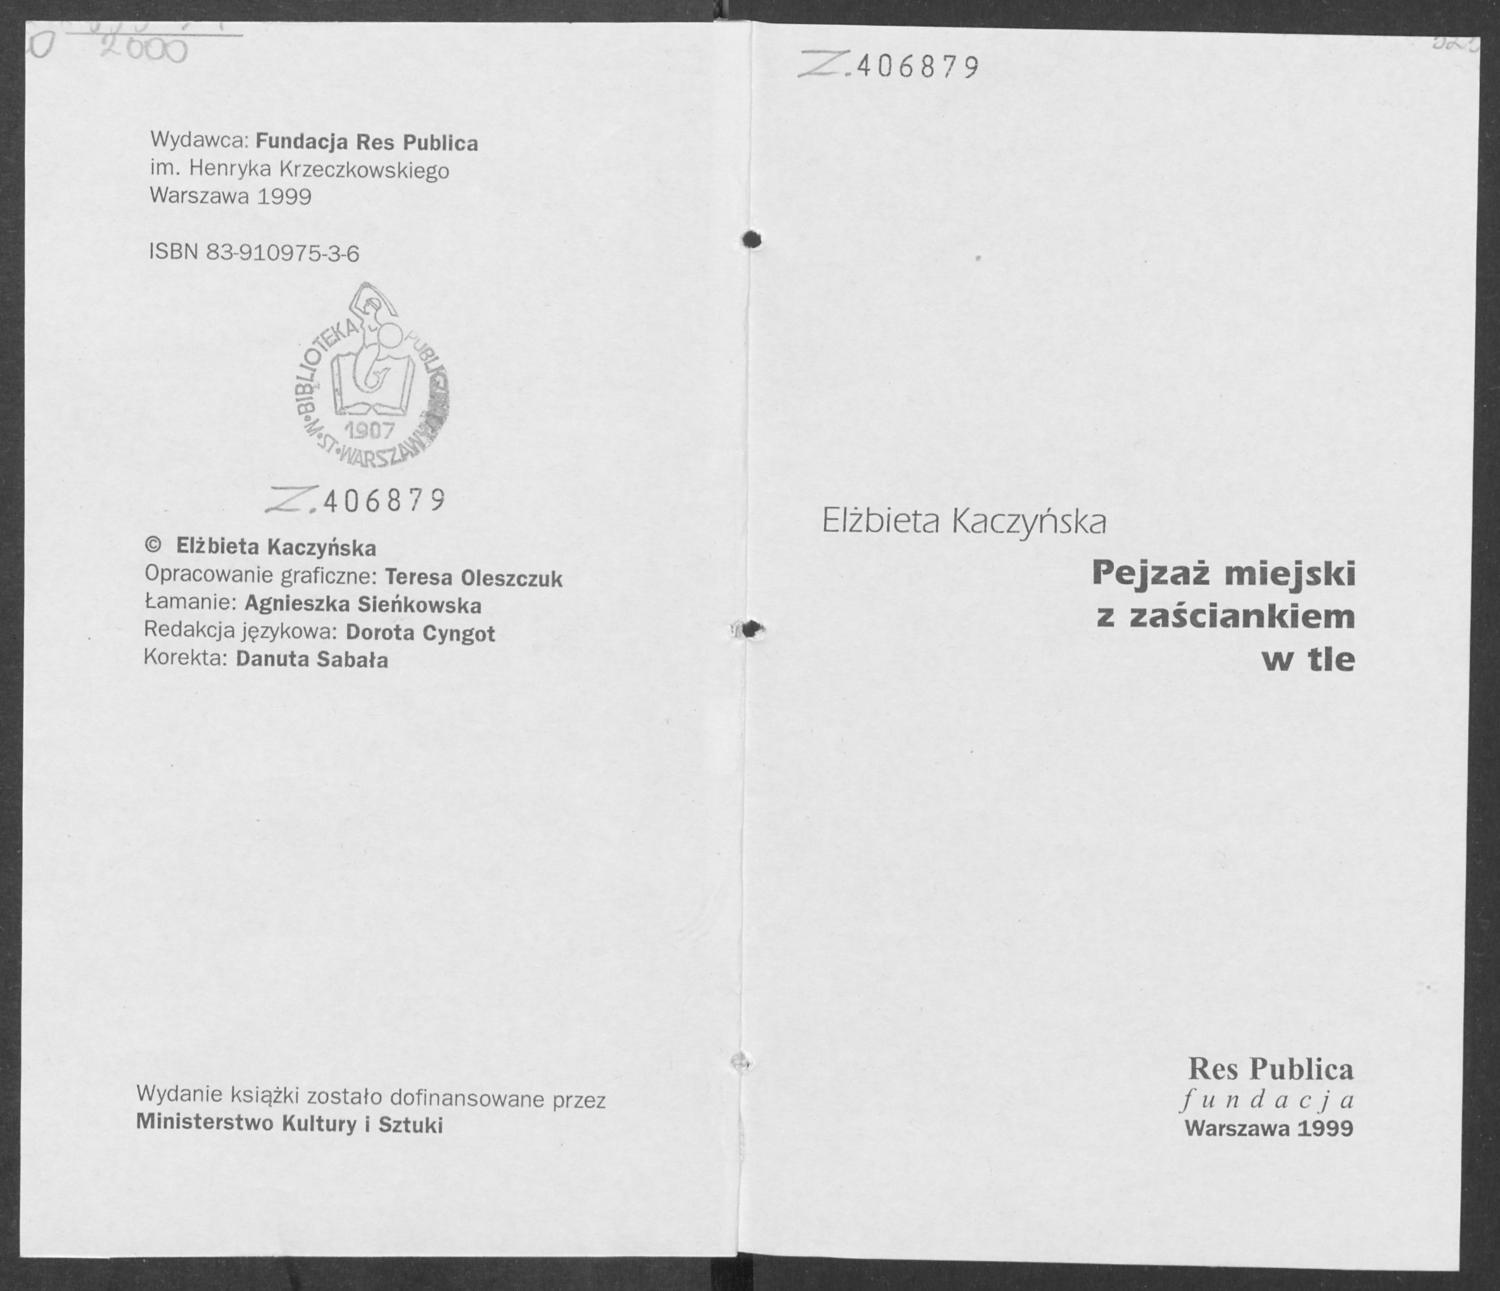 2000
Wydawca: Fundacja Res Publica
im. Henryka Krzeczkowskiego
Warszawa 1999
ISBN 83-910975-3-6
BIBLIOTEKA PUBLICZNA
M • ST • WARSZAWY
1907
Z.406879
© Elżbieta Kaczyńska
Opracowanie graficzne: Teresa Oleszczuk
Łamanie: Agnieszka Sieńkowska
Redakcja językowa: Dorota Cyngot
Korekta: Danuta Sabała
Wydanie książki zostało dofinansowane przez
Ministerstwo Kultury i Sztuki
Z.406879
Elżbieta Kaczyńska
Pejzaż miejski
z zaściankiem
w tle
Res Publica
fundacja
Warszawa 1999